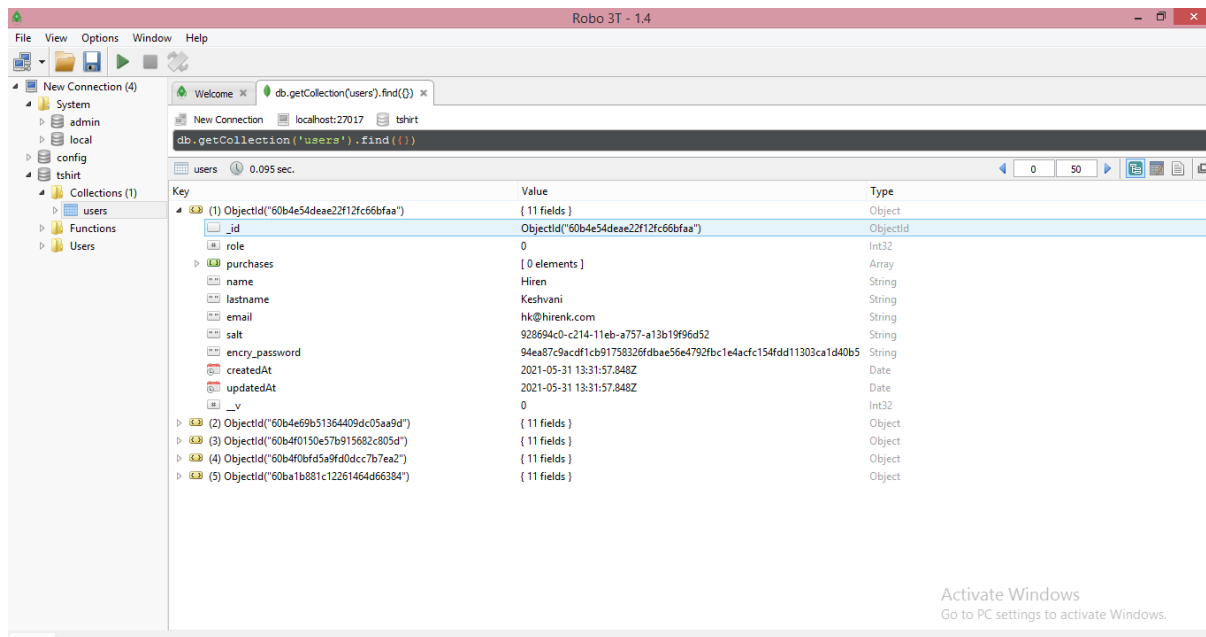 Robo 3T - 1.4
File View Options Window Help
New Connection (4)
System
admin
local
config
tshirt
Collections (1)
users
Functions
Users
Welcome
db.getCollection('users').find({})
New Connection localhost:27017 tshirt
db.getCollection('users').find({})
users 0.095 sec.
0 50
Key Value Type
(1) ObjectId("60b4e54deae22f12fc66bfaa") { 11 fields } Object
_id ObjectId("60b4e54deae22f12fc66bfaa") ObjectId
role 0 Int32
purchases [ 0 elements ] Array
name Hiren String
lastname Keshvani String
email hk@hirenk.com String
salt 928694c0-c214-11eb-a757-a13b19f96d52 String
encry_password 94ea87c9acdf1cb91758326fdbae56e4792fbc1e4acfc154fdd11303ca1d40b5 String
createdAt 2021-05-31 13:31:57.848Z Date
updatedAt 2021-05-31 13:31:57.848Z Date
__v 0 Int32
(2) ObjectId("60b4e69b51364409dc05aa9d") { 11 fields } Object
(3) ObjectId("60b4f0150e57b915682c805d") { 11 fields } Object
(4) ObjectId("60b4f0bfd5a9fd0dcc7b7ea2") { 11 fields } Object
(5) ObjectId("60ba1b881c12261464d66384") { 11 fields } Object
Activate Windows
Go to PC settings to activate Windows.